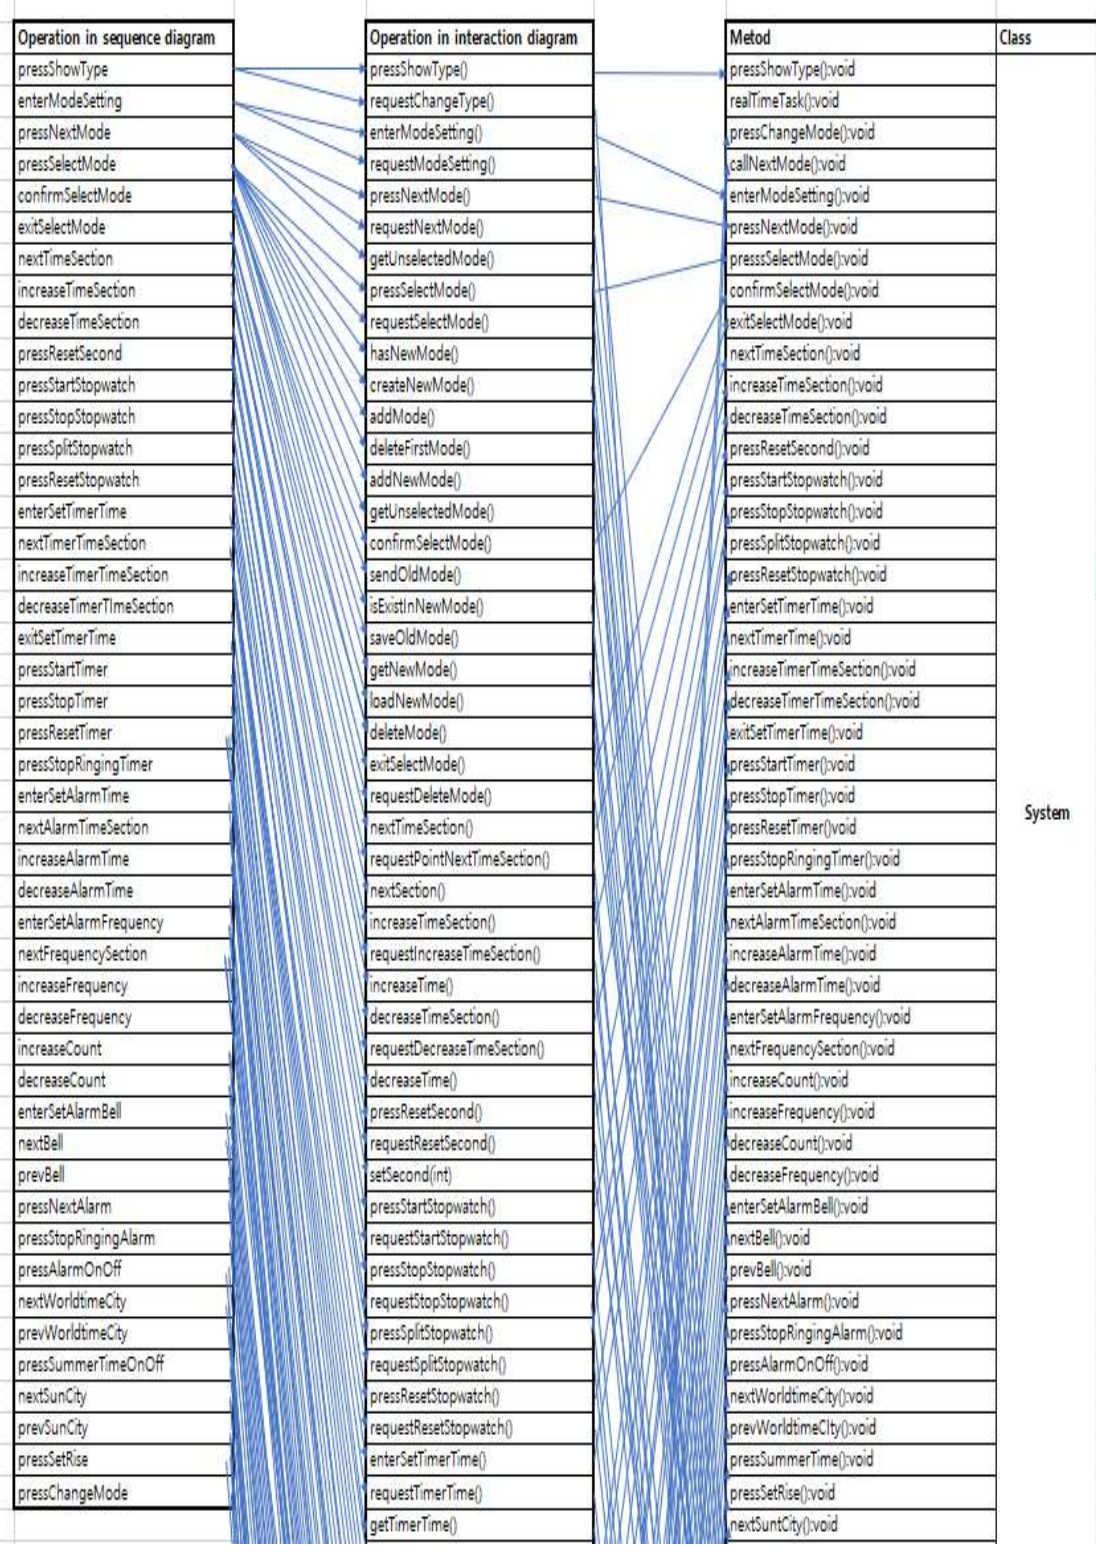 Operation in sequence diagram
pressShowType
enterModeSetting
pressNextMode
pressSelectMode
confirmSelectMode
exitSelectMode
nextTimeSection
increaseTimeSection
decreaseTimeSection
pressResetSecond
pressStartStopwatch
pressStopStopwatch
pressSplitStopwatch
pressResetStopwatch
enterSetTimerTime
nextTimerTimeSection
increaseTimerTimeSection
decreaseTimerTImeSection
exitSetTimerTime
pressStartTimer
pressStopTimer
pressResetTimer
pressStopRingingTimer
enterSetAlarmTime
nextAlarmTimeSection
increaseAlarmTime
decreaseAlarmTime
enterSetAlarmFrequency
nextFrequencySection
increaseFrequency
decreaseFrequency
increaseCount
decreaseCount
enterSetAlarmBell
nextBell
prevBell
pressNextAlarm
pressStopRingingAlarm
pressAlarmOnOff
nextWorldtimeCity
prevWorldtimeCity
pressSummerTimeOnOff
nextSunCity
prevSunCity
pressSetRise
pressChangeMode
Operation in interaction diagram
pressShowType()
requestChangeType()
enterModeSetting()
requestModeSetting()
pressNextMode()
requestNextMode()
getUnselectedMode()
pressSelectMode()
requestSelectMode()
hasNewMode()
createNewMode()
addMode()
deleteFirstMode()
addNewMode()
getUnselectedMode()
confirmSelectMode()
sendOldMode()
isExistInNewMode()
saveOldMode()
getNewMode()
loadNewMode()
deleteMode()
exitSelectMode()
requestDeleteMode()
nextTimeSection()
requestPointNextTimeSection()
nextSection()
increaseTimeSection()
requestIncreaseTimeSection()
increaseTime()
decreaseTimeSection()
requestDecreaseTimeSection()
decreaseTime()
pressResetSecond()
requestResetSecond()
setSecond(int)
pressStartStopwatch()
requestStartStopwatch()
pressStopStopwatch()
requestStopStopwatch()
pressSplitStopwatch()
requestSplitStopwatch()
pressResetStopwatch()
requestResetStopwatch()
enterSetTimerTime()
requestTimerTime()
getTimerTime()
Metod
pressShowType():void
realTimeTask():void
pressChangeMode():void
callNextMode():void
enterModeSetting():void
pressNextMode():void
presssSelectMode():void
confirmSelectMode():void
exitSelectMode():void
nextTimeSection():void
increaseTimeSection():void
decreaseTimeSection():void
pressResetSecond():void
pressStartStopwatch():void
pressStopStopwatch():void
pressSplitStopwatch():void
pressResetStopwatch():void
enterSetTimerTime():void
nextTimerTime():void
increaseTimerTimeSection():void
decreaseTimerTimeSection():void
exitSetTimerTime():void
pressStartTimer():void
pressStopTimer():void
pressResetTimer()void
pressStopRingingTimer():void
enterSetAlarmTime():void
nextAlarmTimeSection():void
increaseAlarmTime():void
decreaseAlarmTime():void
enterSetAlarmFrequency():void
nextFrequencySection():void
increaseCount():void
increaseFrequency():void
decreaseCount():void
decreaseFrequency():void
enterSetAlarmBell():void
nextBell():void
prevBell():void
pressNextAlarm():void
pressStopRingingAlarm():void
pressAlarmOnOff():void
nextWorldtimeCity():void
prevWorldtimeCIty():void
pressSummerTime():void
pressSetRise():void
nextSuntCity():void
Class
System